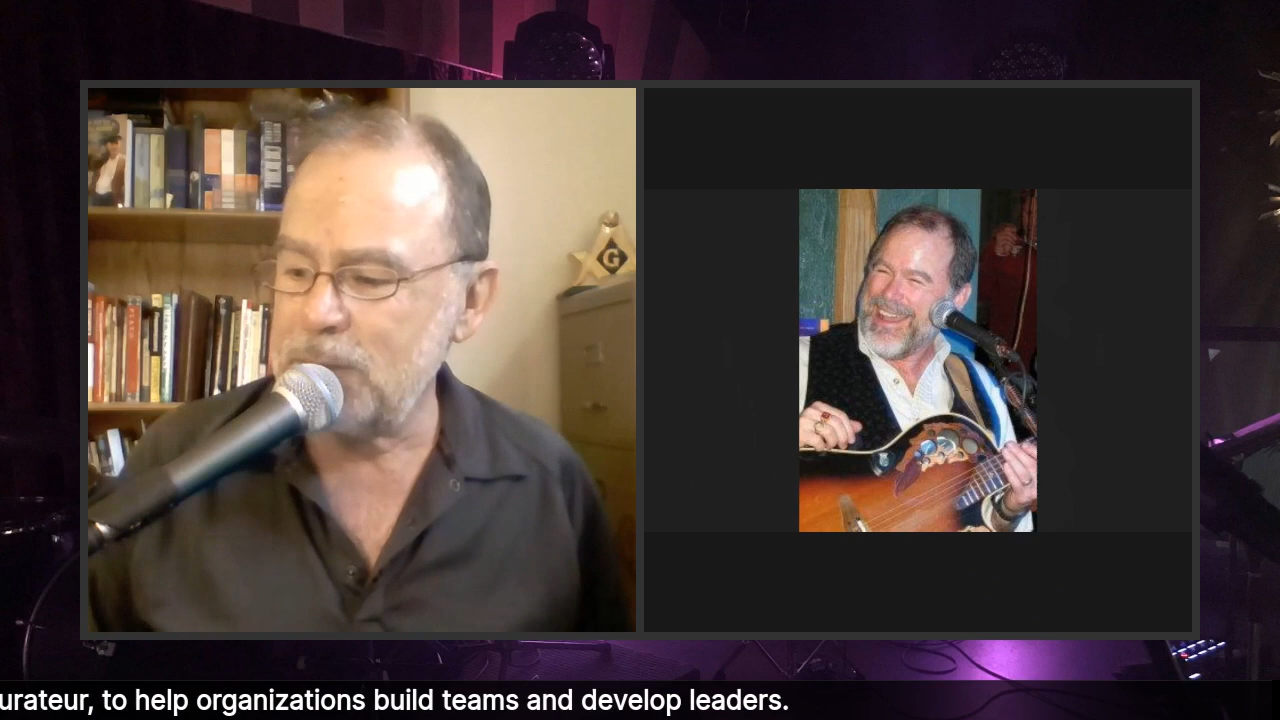 G
urateur, to help organizations build teams and develop leaders.